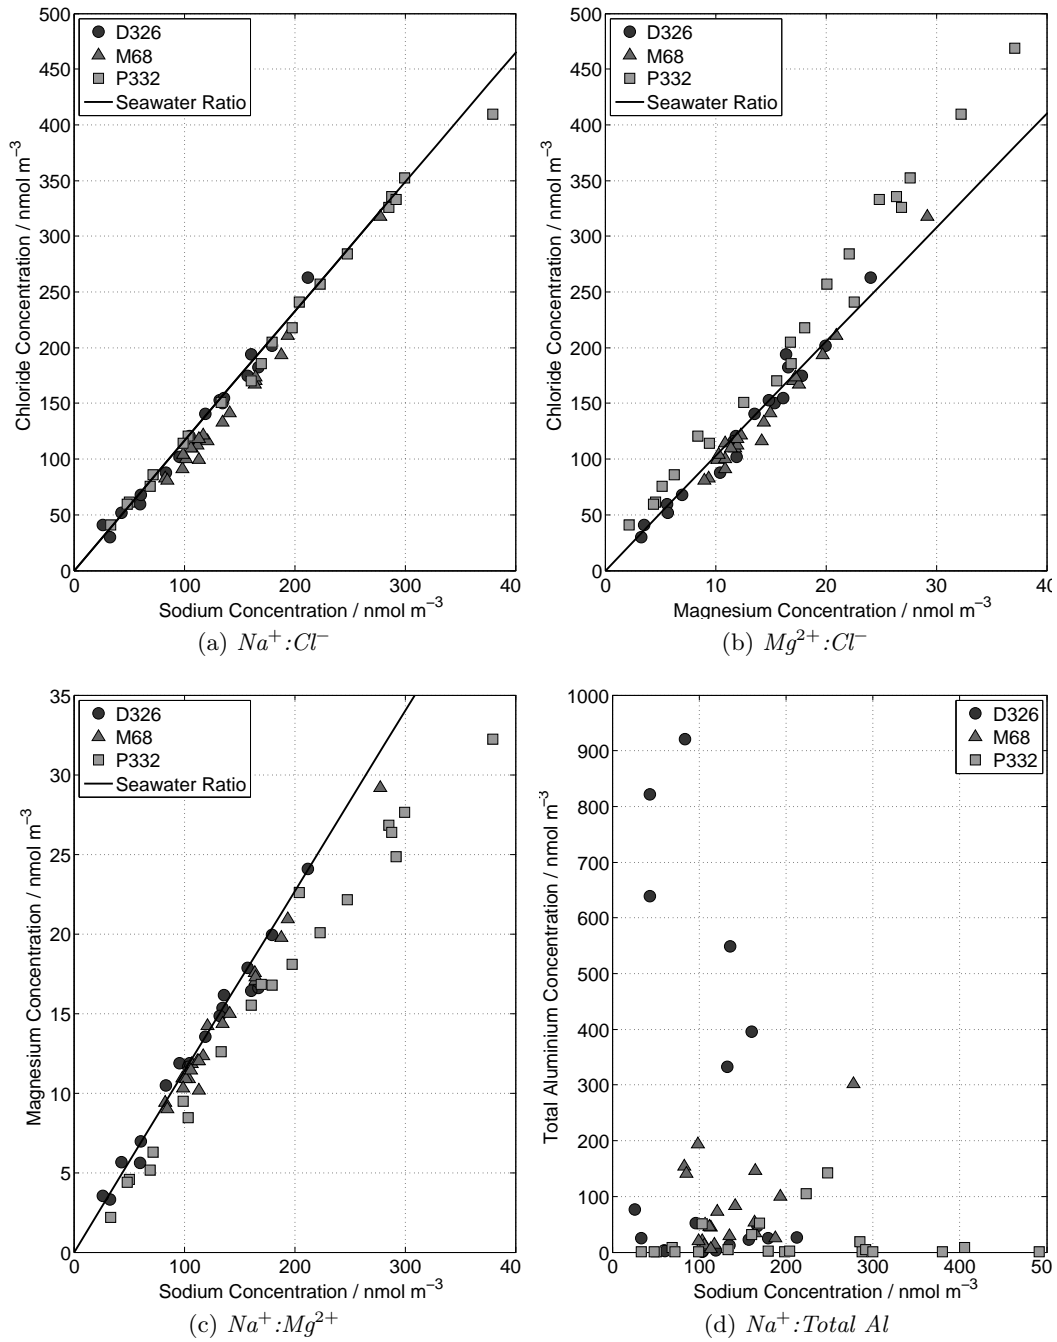 500
450
400
350
300
250
200
150
100
50
0
Chloride Concentration / nmol m⁻³
D326
M68
P332
Seawater Ratio
0 100 200 300 40
Sodium Concentration / nmol m⁻³
(a) Na⁺:Cl⁻
500
450
400
350
300
250
200
150
100
50
0
Chloride Concentration / nmol m⁻³
D326
M68
P332
Seawater Ratio
0 10 20 30 40
Magnesium Concentration / nmol m⁻³
(b) Mg²⁺:Cl⁻
35
30
25
20
15
10
5
0
Magnesium Concentration / nmol m⁻³
D326
M68
P332
Seawater Ratio
0 100 200 300 40
Sodium Concentration / nmol m⁻³
(c) Na⁺:Mg²⁺
1000
900
800
700
600
500
400
300
200
100
0
Total Aluminium Concentration / nmol m⁻³
D326
M68
P332
0 100 200 300 400 50
Sodium Concentration / nmol m⁻³
(d) Na⁺:Total Al